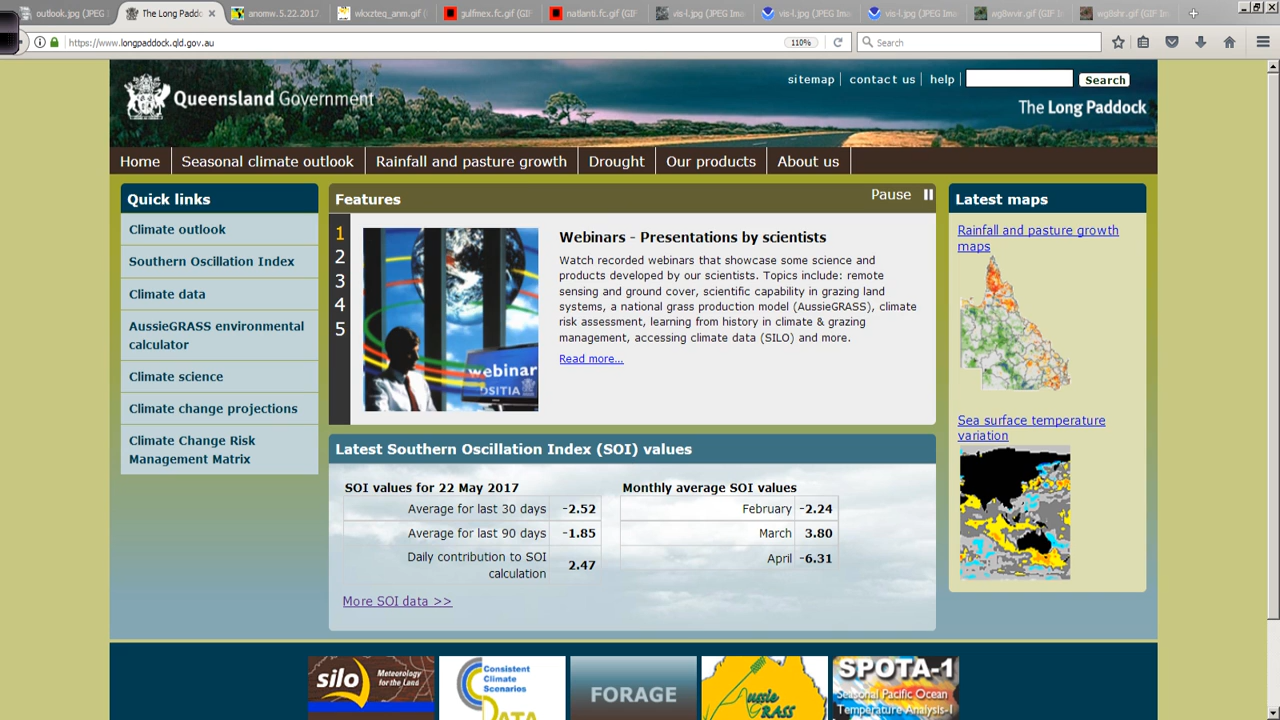 outlook.jpg (JPEG I
The Long Paddo
anomw.5.22.2017
wkxzteq_anm.gif (
gulfmex.fc.gif (GIF
natlanti.fc.gif (GIF
vis-l.jpg (JPEG Ima
vis-l.jpg (JPEG Ima
vis-l.jpg (JPEG Ima
wg8wvir.gif (GIF I
wg8shr.gif (GIF Im
https://www.longpaddock.qld.gov.au
110%
Search
sitemap | contact us | help
Search
Queensland Government
The Long Paddock
Home
Seasonal climate outlook
Rainfall and pasture growth
Drought
Our products
About us
Quick links
Climate outlook
Southern Oscillation Index
Climate data
AussieGRASS environmental
calculator
Climate science
Climate change projections
Climate Change Risk
Management Matrix
Features
Pause
1
2
3
4
5
webinar
DSITIA
Webinars - Presentations by scientists
Watch recorded webinars that showcase some science and
products developed by our scientists. Topics include: remote
sensing and ground cover, scientific capability in grazing land
systems, a national grass production model (AussieGRASS), climate
risk assessment, learning from history in climate & grazing
management, accessing climate data (SILO) and more.
Read more...
Latest Southern Oscillation Index (SOI) values
SOI values for 22 May 2017
Average for last 30 days -2.52
Average for last 90 days -1.85
Daily contribution to SOI
calculation 2.47
Monthly average SOI values
February -2.24
March 3.80
April -6.31
More SOI data >>
Latest maps
Rainfall and pasture growth
maps
Sea surface temperature
variation
silo Meteorology
for the Land
Consistent
Climate
Scenarios
DATA
FORAGE
Aussie
GRASS
SPOTA-1
Seasonal Pacific Ocean
Temperature Analysis-1